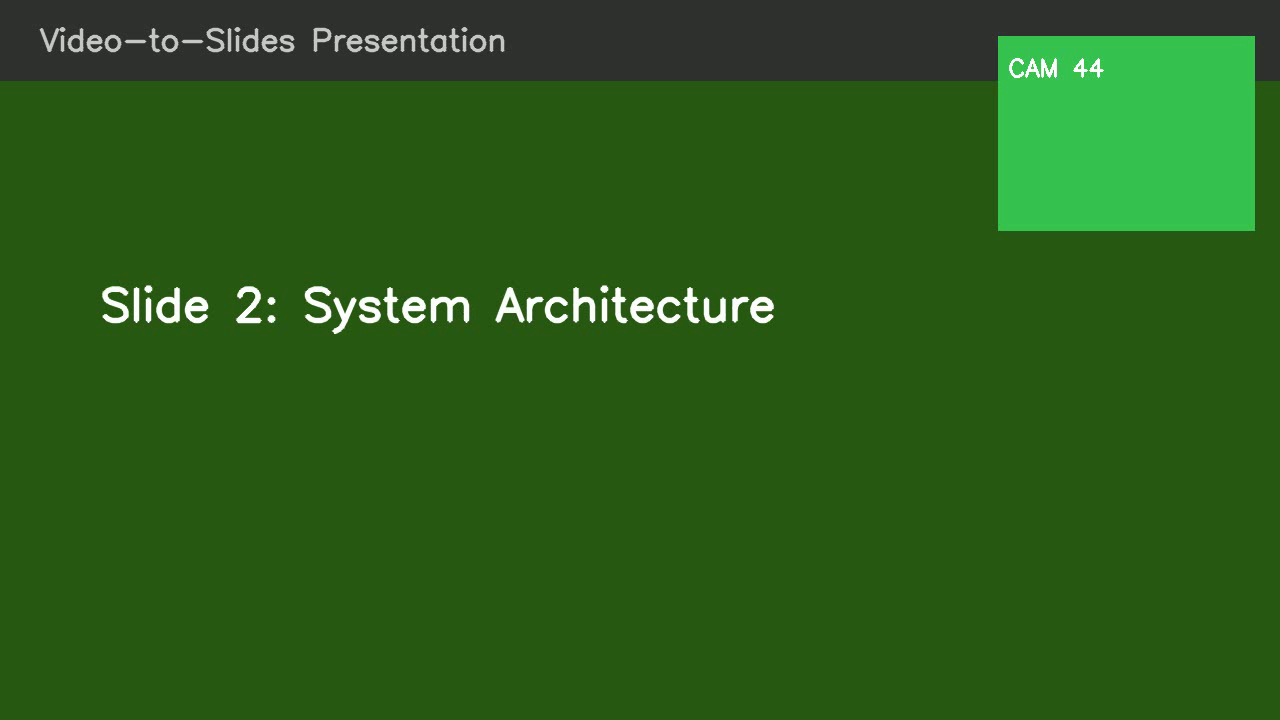 Video-to-Slides Presentation
CAM 44
Slide 2: System Architecture